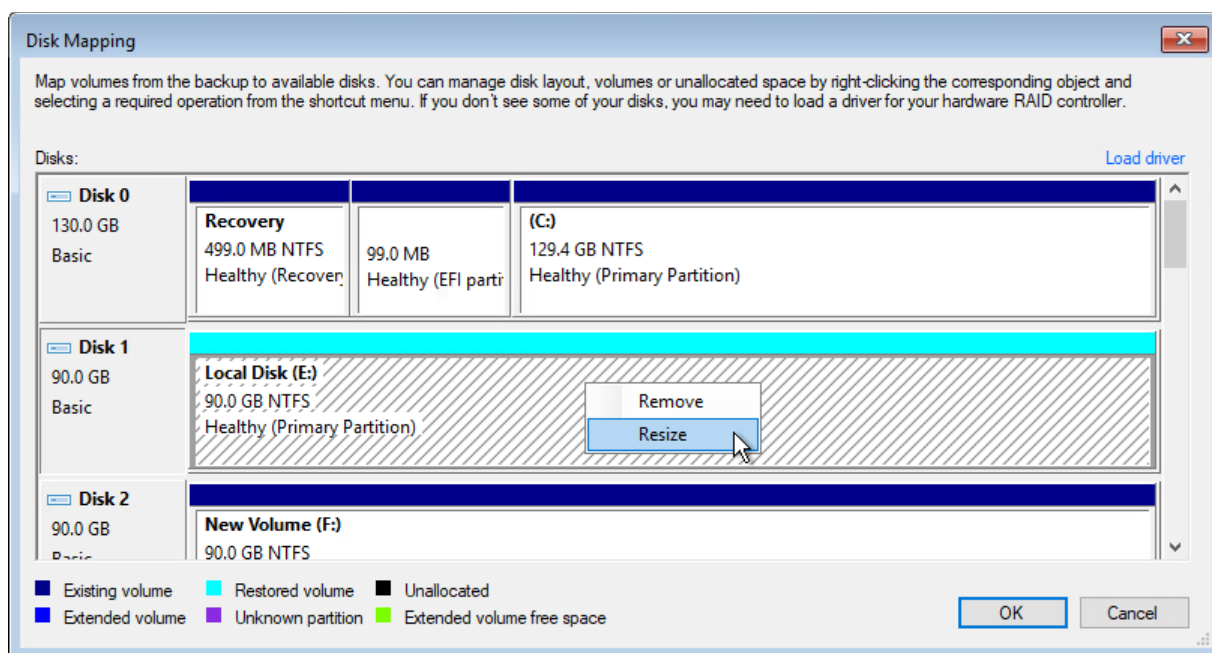 Disk Mapping
Map volumes from the backup to available disks. You can manage disk layout, volumes or unallocated space by right-clicking the corresponding object and
selecting a required operation from the shortcut menu. If you don't see some of your disks, you may need to load a driver for your hardware RAID controller.
Disks:
Load driver
Disk 0
130.0 GB
Basic
Recovery
499.0 MB NTFS
Healthy (Recovery
99.0 MB
Healthy (EFI parti
(C:)
129.4 GB NTFS
Healthy (Primary Partition)
Disk 1
90.0 GB
Basic
Local Disk (E:)
90.0 GB NTFS
Healthy (Primary Partition)
Remove
Resize
Disk 2
90.0 GB
Basic
New Volume (F:)
90.0 GB NTFS
Existing volume
Restored volume
Unallocated
Extended volume
Unknown partition
Extended volume free space
OK
Cancel